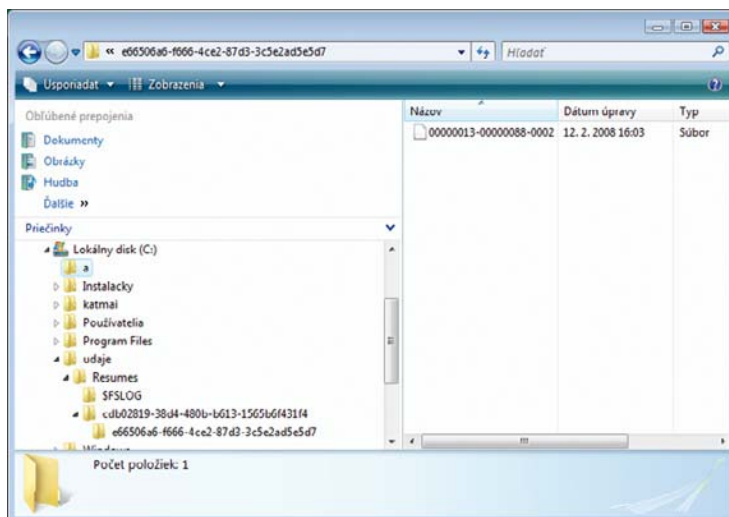 « e66506a6-f666-4ce2-87d3-3c5e2ad5e5d7
Hľadať
Usporiadať
Zobrazenia
Obľúbené prepojenia
Dokumenty
Obrázky
Hudba
Ďalšie »
Priečinky
Lokálny disk (C:)
a
Instalacky
katmai
Používatelia
Program Files
udaje
Resumes
$FSLOG
cdb02819-38d4-480b-b613-1565b6f431f4
e66506a6-f666-4ce2-87d3-3c5e2ad5e5d7
Windows
Názov Dátum úpravy Typ
00000013-00000088-0002 12. 2. 2008 16:03 Súbor
Počet položiek: 1